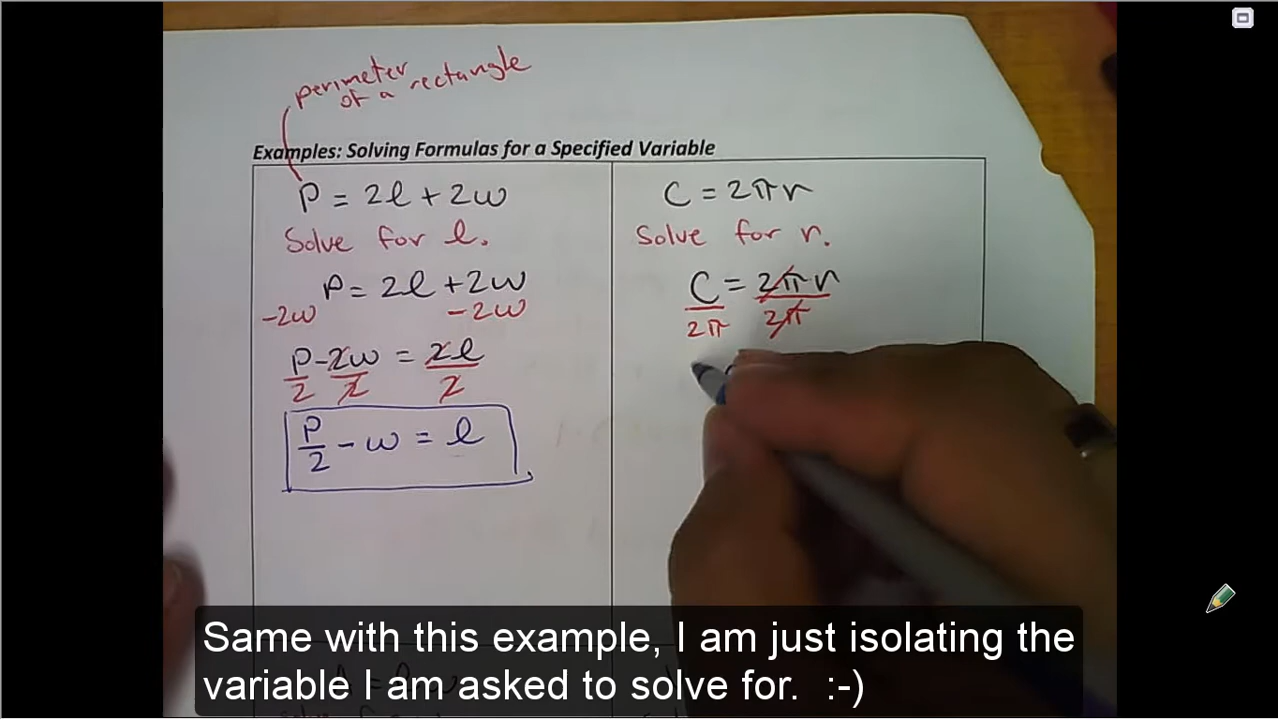 perimeter
of a rectangle
Examples: Solving Formulas for a Specified Variable
P = 2l + 2w
Solve for l.
P = 2l + 2w
-2w -2w
P - 2w = 2l
2 2 2
P/2 - w = l
C = 2πr
Solve for r.
C = 2πr
2π 2π
Same with this example, I am just isolating the
variable I am asked to solve for. :-)